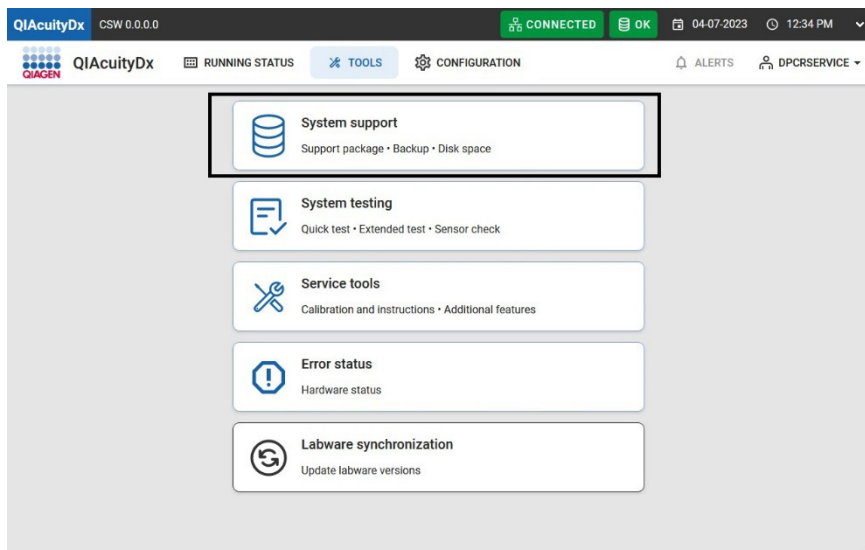 QIAcuityDx CSW 0.0.0.0 CONNECTED OK 04-07-2023 12:34 PM
QIAGEN QIAcuityDx RUNNING STATUS TOOLS CONFIGURATION ALERTS DPCRSERVICE
System support
Support package • Backup • Disk space
System testing
Quick test • Extended test • Sensor check
Service tools
Calibration and instructions • Additional features
Error status
Hardware status
Labware synchronization
Update labware versions